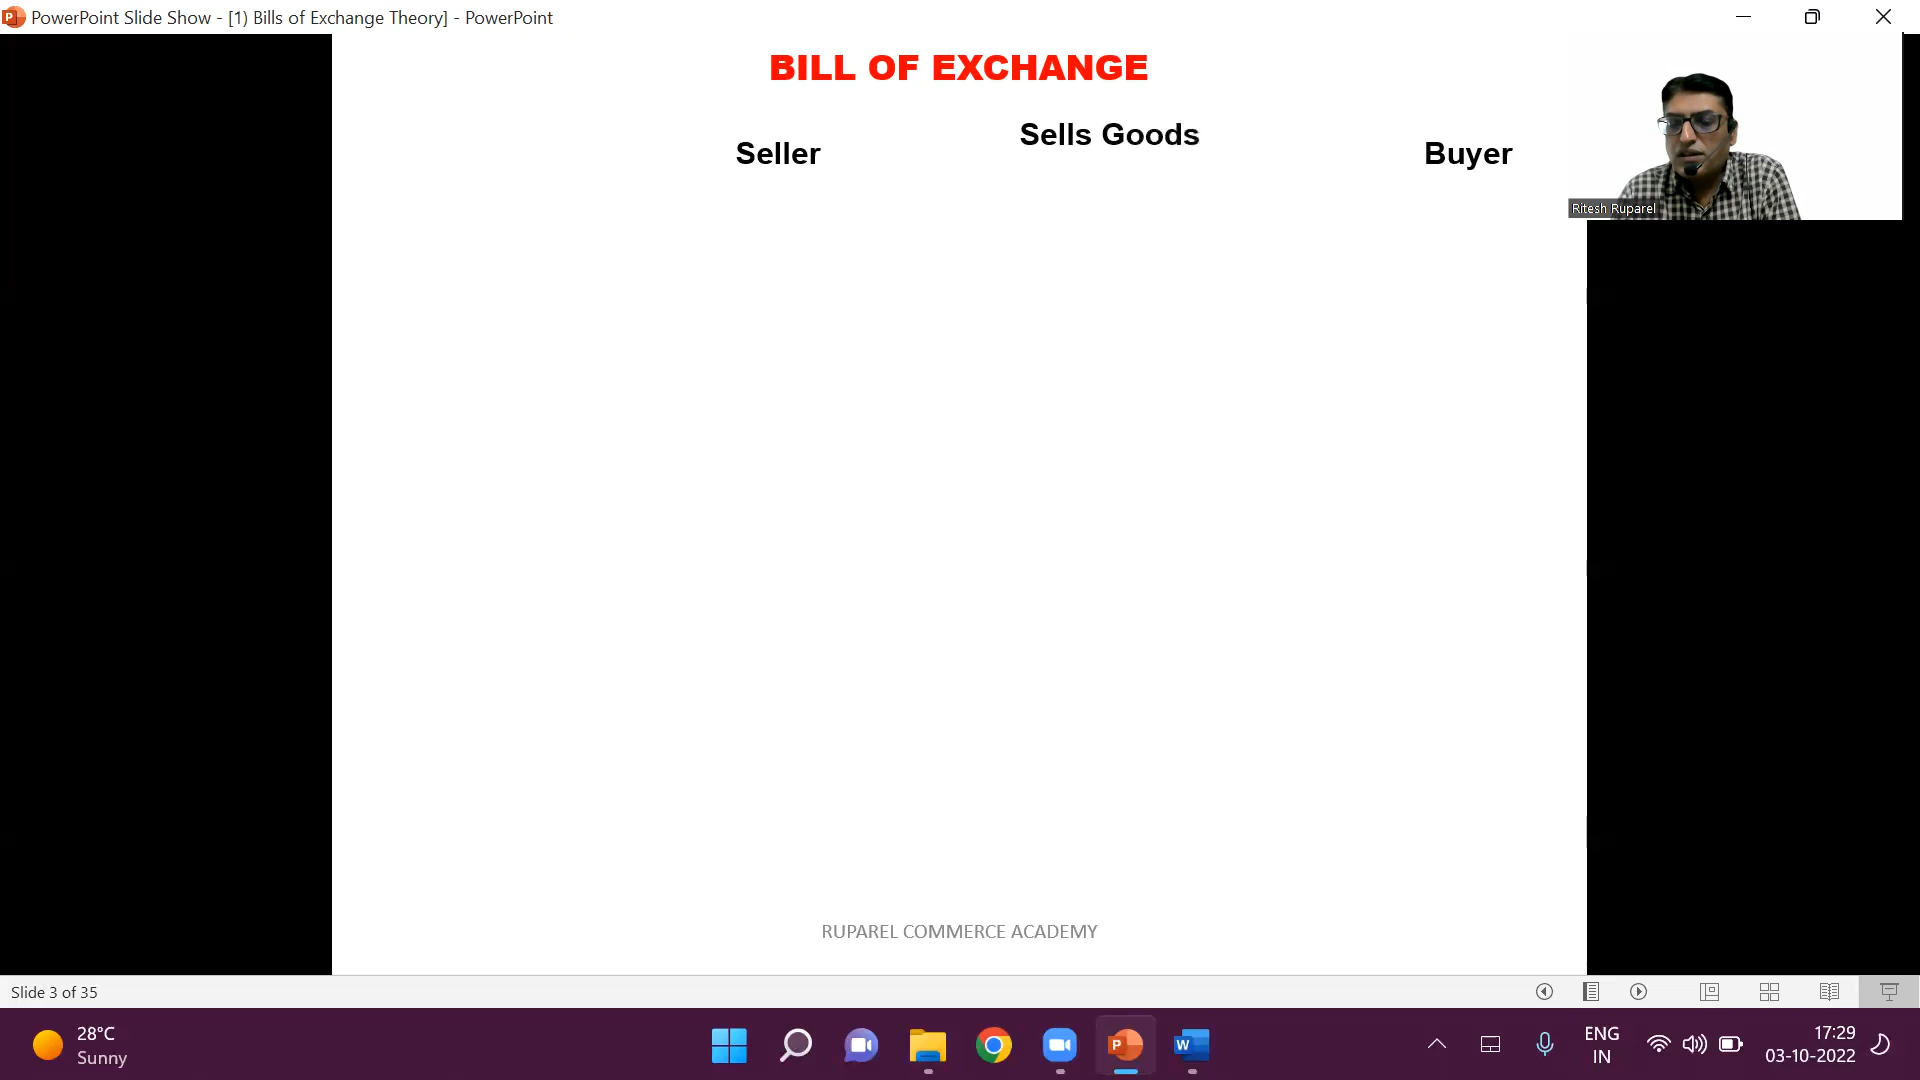 PowerPoint Slide Show - [1) Bills of Exchange Theory] - PowerPoint
BILL OF EXCHANGE
Sells Goods
Seller
Buyer
Ritesh Ruparel
RUPAREL COMMERCE ACADEMY
Slide 3 of 35
28°C
Sunny
ENG
IN
17:29
03-10-2022